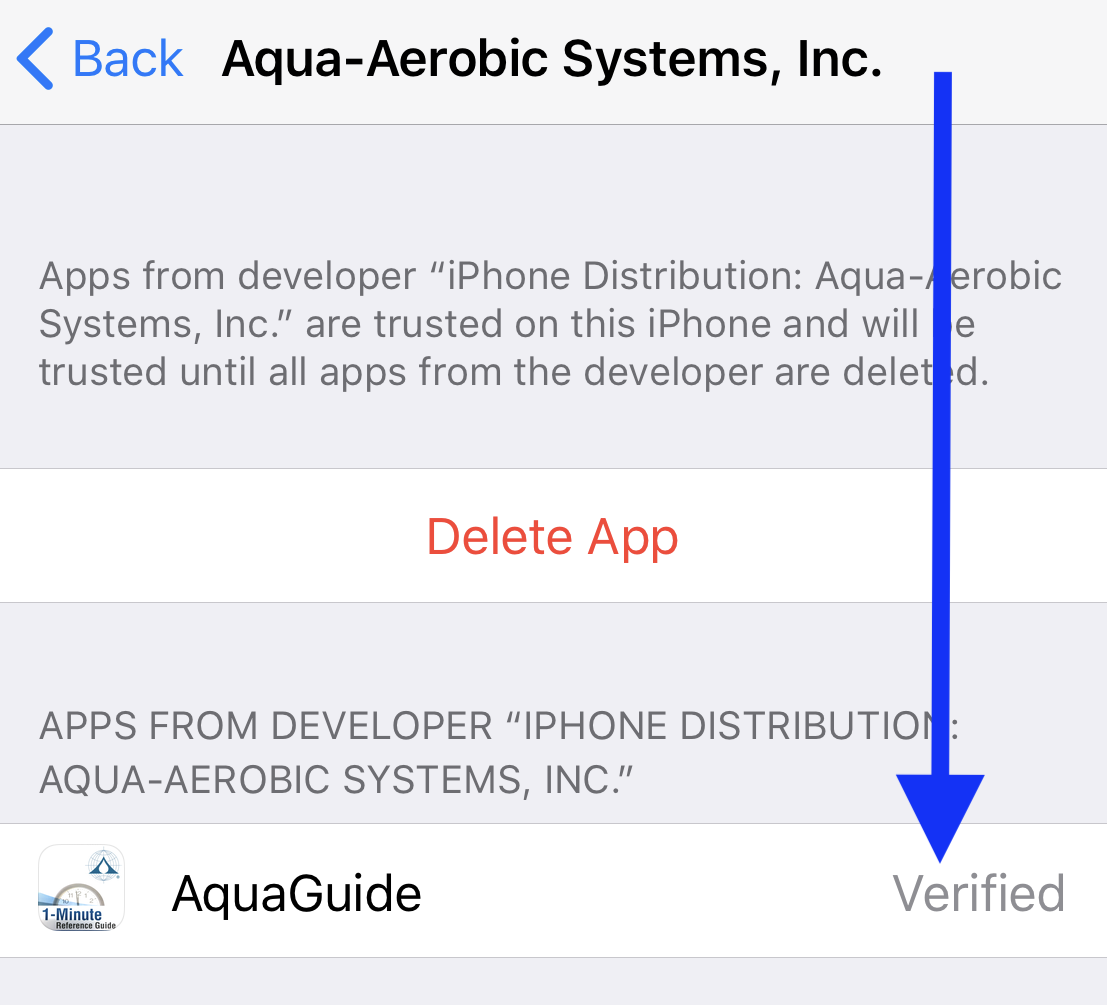 Back Aqua-Aerobic Systems, Inc.
Apps from developer “iPhone Distribution: Aqua-Aerobic
Systems, Inc.” are trusted on this iPhone and will be
trusted until all apps from the developer are deleted.
Delete App
APPS FROM DEVELOPER “IPHONE DISTRIBUTION:
AQUA-AEROBIC SYSTEMS, INC.”
1-Minute
Reference Guide
AquaGuide Verified